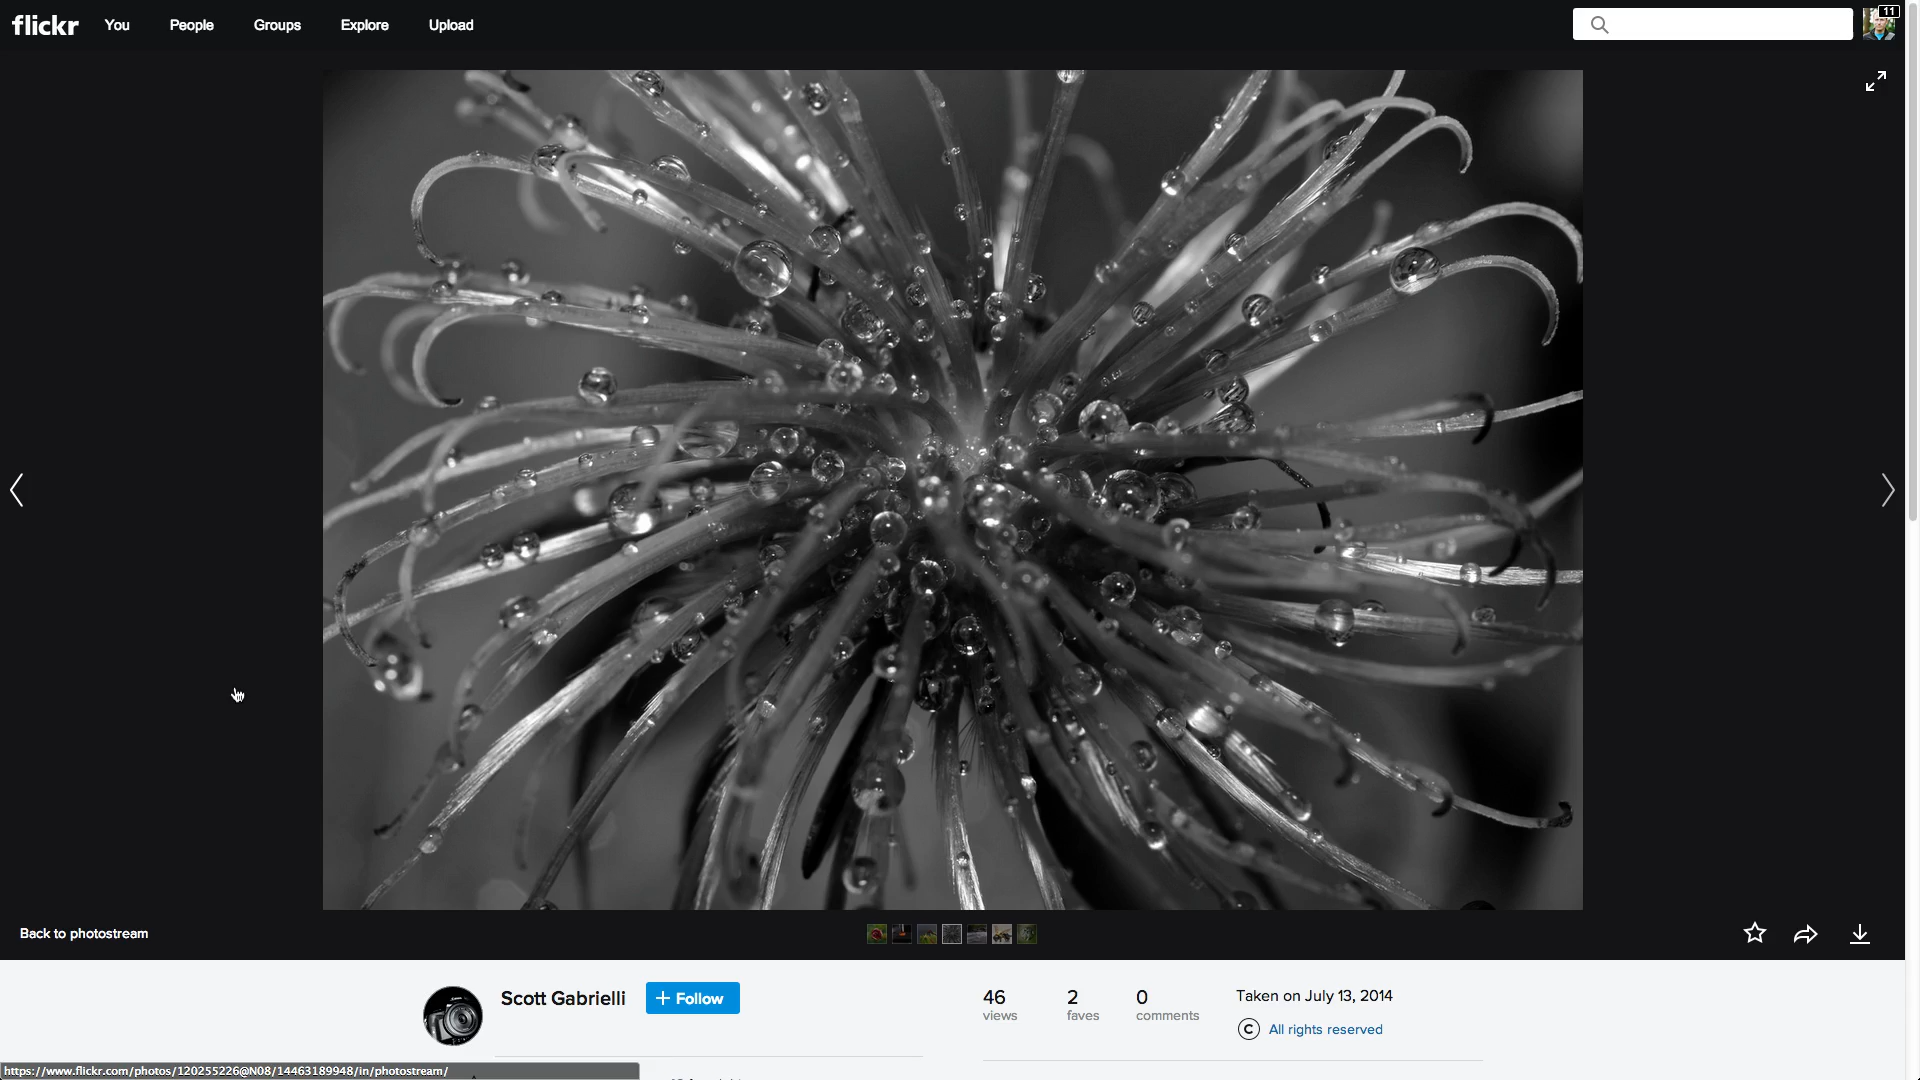 flickr You People Groups Explore Upload
11
Back to photostream
Scott Gabrielli
+ Follow
46 2 0
views faves comments
Taken on July 13, 2014
© All rights reserved
https://www.flickr.com/photos/120255226@N08/14463189948/in/photostream/